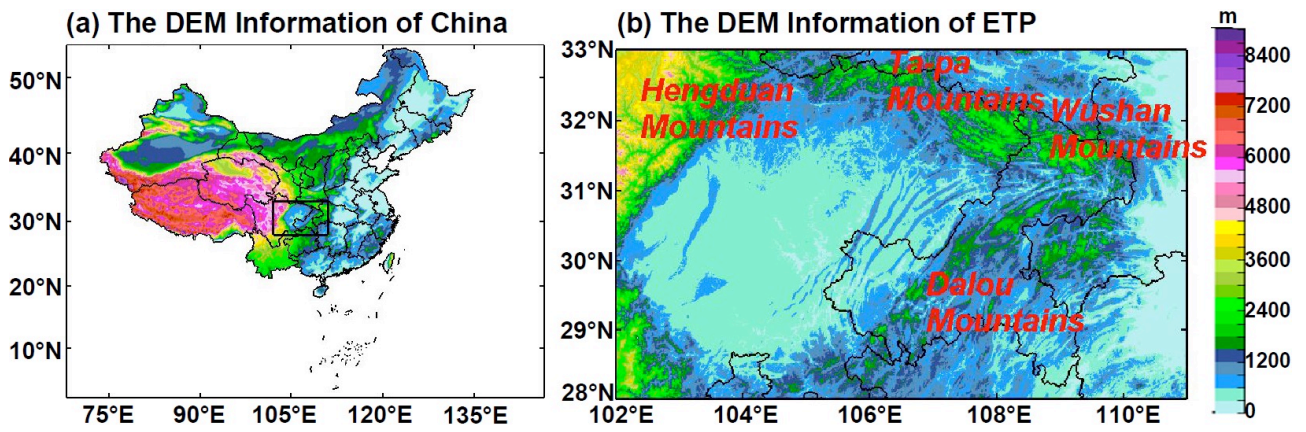 (a) The DEM Information of China
50°N
40°N
30°N
20°N
10°N
75°E 90°E 105°E 120°E 135°E
(b) The DEM Information of ETP
33°N
32°N
31°N
30°N
29°N
28°N
102°E 104°E 106°E 108°E 110°E
Hengduan
Mountains
Ta-pa
Mountains
Wushan
Mountains
Dalou
Mountains
m
8400
7200
6000
4800
3600
2400
1200
0